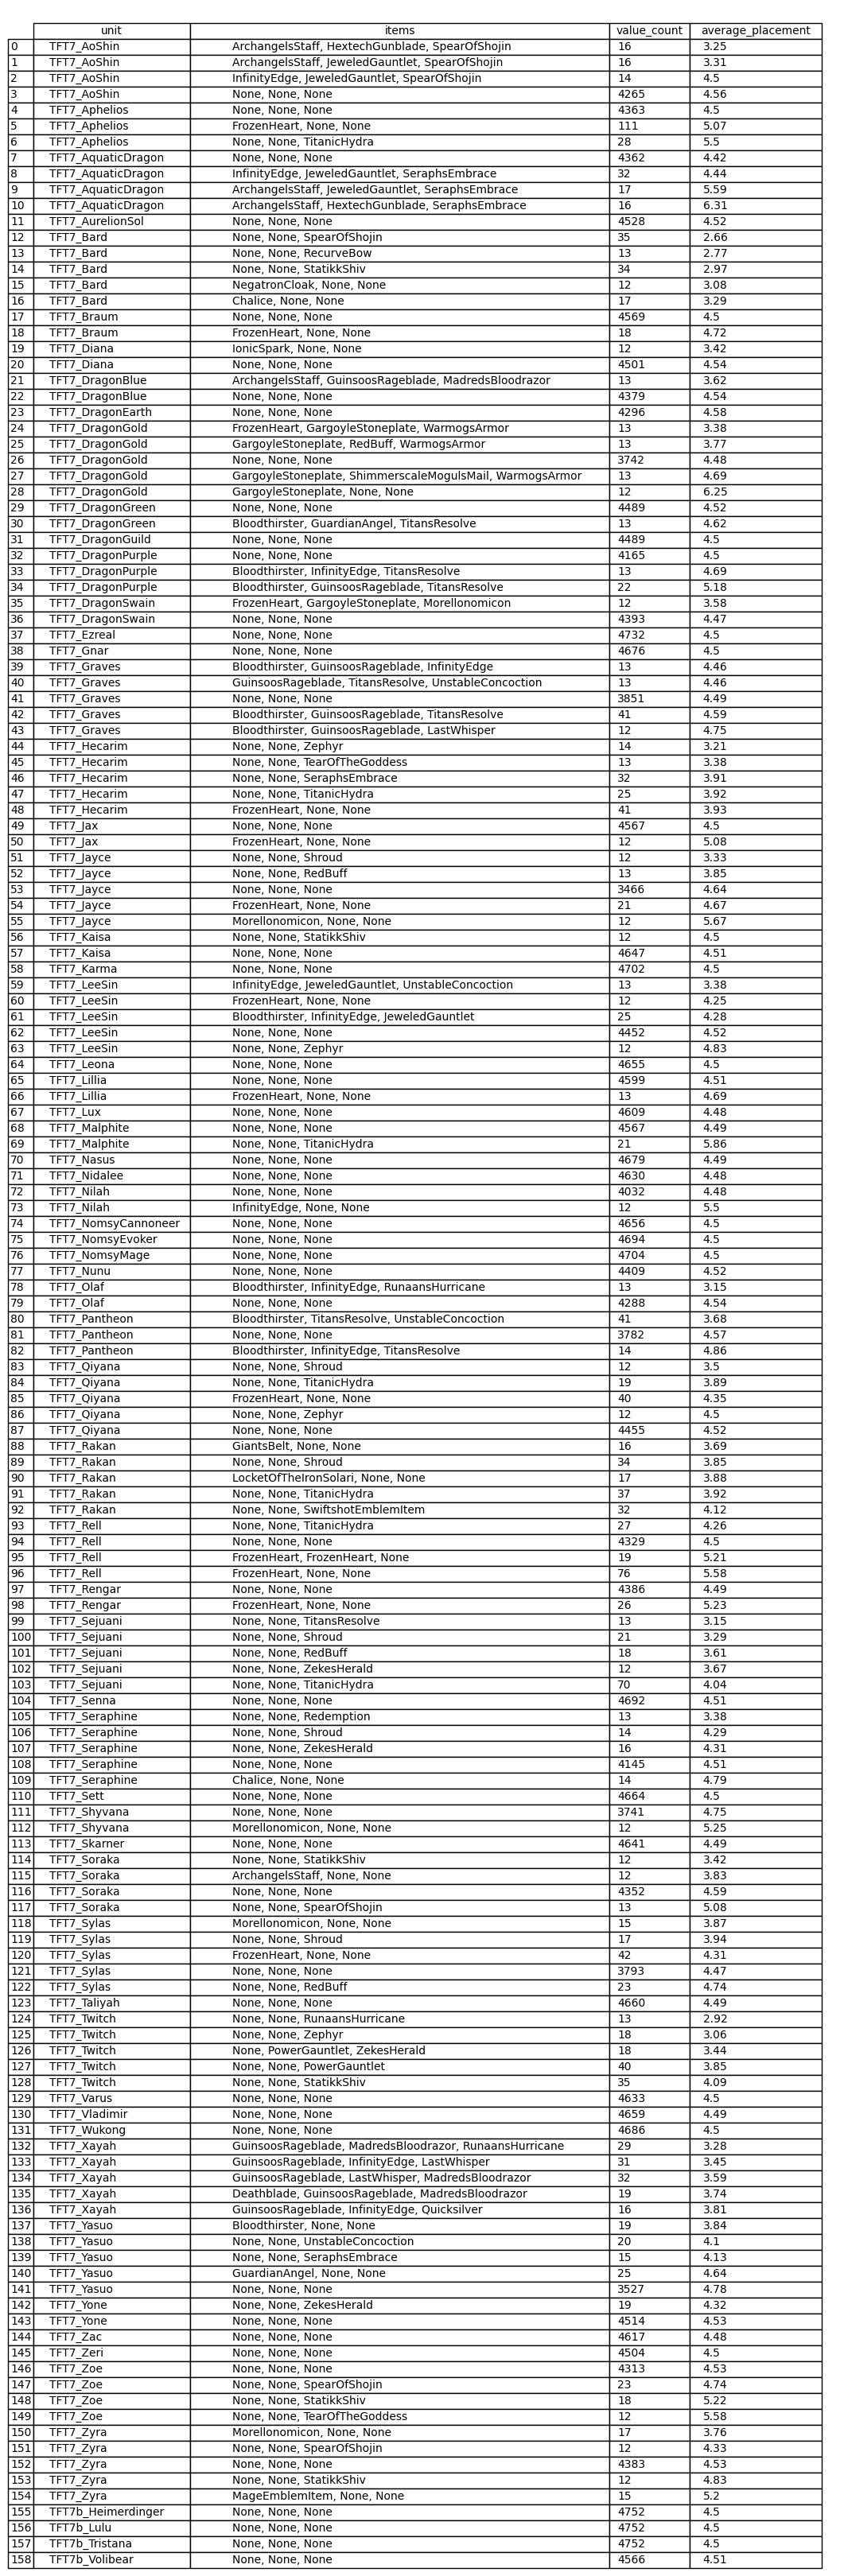 unit items value_count average_placement
0 TFT7_AoShin ArchangelsStaff, HextechGunblade, SpearOfShojin 16 3.25
1 TFT7_AoShin ArchangelsStaff, JeweledGauntlet, SpearOfShojin 16 3.31
2 TFT7_AoShin InfinityEdge, JeweledGauntlet, SpearOfShojin 14 4.5
3 TFT7_AoShin None, None, None 4265 4.56
4 TFT7_Aphelios None, None, None 4363 4.5
5 TFT7_Aphelios FrozenHeart, None, None 111 5.07
6 TFT7_Aphelios None, None, TitanicHydra 28 5.5
7 TFT7_AquaticDragon None, None, None 4362 4.42
8 TFT7_AquaticDragon InfinityEdge, JeweledGauntlet, SeraphsEmbrace 32 4.44
9 TFT7_AquaticDragon ArchangelsStaff, JeweledGauntlet, SeraphsEmbrace 17 5.59
10 TFT7_AquaticDragon ArchangelsStaff, HextechGunblade, SeraphsEmbrace 16 6.31
11 TFT7_AurelionSol None, None, None 4528 4.52
12 TFT7_Bard None, None, SpearOfShojin 35 2.66
13 TFT7_Bard None, None, RecurveBow 13 2.77
14 TFT7_Bard None, None, StatikkShiv 34 2.97
15 TFT7_Bard NegatronCloak, None, None 12 3.08
16 TFT7_Bard Chalice, None, None 17 3.29
17 TFT7_Braum None, None, None 4569 4.5
18 TFT7_Braum FrozenHeart, None, None 18 4.72
19 TFT7_Diana IonicSpark, None, None 12 3.42
20 TFT7_Diana None, None, None 4501 4.54
21 TFT7_DragonBlue ArchangelsStaff, GuinsoosRageblade, MadredsBloodrazor 13 3.62
22 TFT7_DragonBlue None, None, None 4379 4.54
23 TFT7_DragonEarth None, None, None 4296 4.58
24 TFT7_DragonGold FrozenHeart, GargoyleStoneplate, WarmogsArmor 13 3.38
25 TFT7_DragonGold GargoyleStoneplate, RedBuff, WarmogsArmor 13 3.77
26 TFT7_DragonGold None, None, None 3742 4.48
27 TFT7_DragonGold GargoyleStoneplate, ShimmerscaleMogulsMail, WarmogsArmor 13 4.69
28 TFT7_DragonGold GargoyleStoneplate, None, None 12 6.25
29 TFT7_DragonGreen None, None, None 4489 4.52
30 TFT7_DragonGreen Bloodthirster, GuardianAngel, TitansResolve 13 4.62
31 TFT7_DragonGuild None, None, None 4489 4.5
32 TFT7_DragonPurple None, None, None 4165 4.5
33 TFT7_DragonPurple Bloodthirster, InfinityEdge, TitansResolve 13 4.69
34 TFT7_DragonPurple Bloodthirster, GuinsoosRageblade, TitansResolve 22 5.18
35 TFT7_DragonSwain FrozenHeart, GargoyleStoneplate, Morellonomicon 12 3.58
36 TFT7_DragonSwain None, None, None 4393 4.47
37 TFT7_Ezreal None, None, None 4732 4.5
38 TFT7_Gnar None, None, None 4676 4.5
39 TFT7_Graves Bloodthirster, GuinsoosRageblade, InfinityEdge 13 4.46
40 TFT7_Graves GuinsoosRageblade, TitansResolve, UnstableConcoction 13 4.46
41 TFT7_Graves None, None, None 3851 4.49
42 TFT7_Graves Bloodthirster, GuinsoosRageblade, TitansResolve 41 4.59
43 TFT7_Graves Bloodthirster, GuinsoosRageblade, LastWhisper 12 4.75
44 TFT7_Hecarim None, None, Zephyr 14 3.21
45 TFT7_Hecarim None, None, TearOfTheGoddess 13 3.38
46 TFT7_Hecarim None, None, SeraphsEmbrace 32 3.91
47 TFT7_Hecarim None, None, TitanicHydra 25 3.92
48 TFT7_Hecarim FrozenHeart, None, None 41 3.93
49 TFT7_Jax None, None, None 4567 4.5
50 TFT7_Jax FrozenHeart, None, None 12 5.08
51 TFT7_Jayce None, None, Shroud 12 3.33
52 TFT7_Jayce None, None, RedBuff 13 3.85
53 TFT7_Jayce None, None, None 3466 4.64
54 TFT7_Jayce FrozenHeart, None, None 21 4.67
55 TFT7_Jayce Morellonomicon, None, None 12 5.67
56 TFT7_Kaisa None, None, StatikkShiv 12 4.5
57 TFT7_Kaisa None, None, None 4647 4.51
58 TFT7_Karma None, None, None 4702 4.5
59 TFT7_LeeSin InfinityEdge, JeweledGauntlet, UnstableConcoction 13 3.38
60 TFT7_LeeSin FrozenHeart, None, None 12 4.25
61 TFT7_LeeSin Bloodthirster, InfinityEdge, JeweledGauntlet 25 4.28
62 TFT7_LeeSin None, None, None 4452 4.52
63 TFT7_LeeSin None, None, Zephyr 12 4.83
64 TFT7_Leona None, None, None 4655 4.5
65 TFT7_Lillia None, None, None 4599 4.51
66 TFT7_Lillia FrozenHeart, None, None 13 4.69
67 TFT7_Lux None, None, None 4609 4.48
68 TFT7_Malphite None, None, None 4567 4.49
69 TFT7_Malphite None, None, TitanicHydra 21 5.86
70 TFT7_Nasus None, None, None 4679 4.49
71 TFT7_Nidalee None, None, None 4630 4.48
72 TFT7_Nilah None, None, None 4032 4.48
73 TFT7_Nilah InfinityEdge, None, None 12 5.5
74 TFT7_NomsyCannoneer None, None, None 4656 4.5
75 TFT7_NomsyEvoker None, None, None 4694 4.5
76 TFT7_NomsyMage None, None, None 4704 4.5
77 TFT7_Nunu None, None, None 4409 4.52
78 TFT7_Olaf Bloodthirster, InfinityEdge, RunaansHurricane 13 3.15
79 TFT7_Olaf None, None, None 4288 4.54
80 TFT7_Pantheon Bloodthirster, TitansResolve, UnstableConcoction 41 3.68
81 TFT7_Pantheon None, None, None 3782 4.57
82 TFT7_Pantheon Bloodthirster, InfinityEdge, TitansResolve 14 4.86
83 TFT7_Qiyana None, None, Shroud 12 3.5
84 TFT7_Qiyana None, None, TitanicHydra 19 3.89
85 TFT7_Qiyana FrozenHeart, None, None 40 4.35
86 TFT7_Qiyana None, None, Zephyr 12 4.5
87 TFT7_Qiyana None, None, None 4455 4.52
88 TFT7_Rakan GiantsBelt, None, None 16 3.69
89 TFT7_Rakan None, None, Shroud 34 3.85
90 TFT7_Rakan LocketOfTheIronSolari, None, None 17 3.88
91 TFT7_Rakan None, None, TitanicHydra 37 3.92
92 TFT7_Rakan None, None, SwiftshotEmblemItem 32 4.12
93 TFT7_Rell None, None, TitanicHydra 27 4.26
94 TFT7_Rell None, None, None 4329 4.5
95 TFT7_Rell FrozenHeart, FrozenHeart, None 19 5.21
96 TFT7_Rell FrozenHeart, None, None 76 5.58
97 TFT7_Rengar None, None, None 4386 4.49
98 TFT7_Rengar FrozenHeart, None, None 26 5.23
99 TFT7_Sejuani None, None, TitansResolve 13 3.15
100 TFT7_Sejuani None, None, Shroud 21 3.29
101 TFT7_Sejuani None, None, RedBuff 18 3.61
102 TFT7_Sejuani None, None, ZekesHerald 12 3.67
103 TFT7_Sejuani None, None, TitanicHydra 70 4.04
104 TFT7_Senna None, None, None 4692 4.51
105 TFT7_Seraphine None, None, Redemption 13 3.38
106 TFT7_Seraphine None, None, Shroud 14 4.29
107 TFT7_Seraphine None, None, ZekesHerald 16 4.31
108 TFT7_Seraphine None, None, None 4145 4.51
109 TFT7_Seraphine Chalice, None, None 14 4.79
110 TFT7_Sett None, None, None 4664 4.5
111 TFT7_Shyvana None, None, None 3741 4.75
112 TFT7_Shyvana Morellonomicon, None, None 12 5.25
113 TFT7_Skarner None, None, None 4641 4.49
114 TFT7_Soraka None, None, StatikkShiv 12 3.42
115 TFT7_Soraka ArchangelsStaff, None, None 12 3.83
116 TFT7_Soraka None, None, None 4352 4.59
117 TFT7_Soraka None, None, SpearOfShojin 13 5.08
118 TFT7_Sylas Morellonomicon, None, None 15 3.87
119 TFT7_Sylas None, None, Shroud 17 3.94
120 TFT7_Sylas FrozenHeart, None, None 42 4.31
121 TFT7_Sylas None, None, None 3793 4.47
122 TFT7_Sylas None, None, RedBuff 23 4.74
123 TFT7_Taliyah None, None, None 4660 4.49
124 TFT7_Twitch None, None, RunaansHurricane 13 2.92
125 TFT7_Twitch None, None, Zephyr 18 3.06
126 TFT7_Twitch None, PowerGauntlet, ZekesHerald 18 3.44
127 TFT7_Twitch None, None, PowerGauntlet 40 3.85
128 TFT7_Twitch None, None, StatikkShiv 35 4.09
129 TFT7_Varus None, None, None 4633 4.5
130 TFT7_Vladimir None, None, None 4659 4.49
131 TFT7_Wukong None, None, None 4686 4.5
132 TFT7_Xayah GuinsoosRageblade, MadredsBloodrazor, RunaansHurricane 29 3.28
133 TFT7_Xayah GuinsoosRageblade, InfinityEdge, LastWhisper 31 3.45
134 TFT7_Xayah GuinsoosRageblade, LastWhisper, MadredsBloodrazor 32 3.59
135 TFT7_Xayah Deathblade, GuinsoosRageblade, MadredsBloodrazor 19 3.74
136 TFT7_Xayah GuinsoosRageblade, InfinityEdge, Quicksilver 16 3.81
137 TFT7_Yasuo Bloodthirster, None, None 19 3.84
138 TFT7_Yasuo None, None, UnstableConcoction 20 4.1
139 TFT7_Yasuo None, None, SeraphsEmbrace 15 4.13
140 TFT7_Yasuo GuardianAngel, None, None 25 4.64
141 TFT7_Yasuo None, None, None 3527 4.78
142 TFT7_Yone None, None, ZekesHerald 19 4.32
143 TFT7_Yone None, None, None 4514 4.53
144 TFT7_Zac None, None, None 4617 4.48
145 TFT7_Zeri None, None, None 4504 4.5
146 TFT7_Zoe None, None, None 4313 4.53
147 TFT7_Zoe None, None, SpearOfShojin 23 4.74
148 TFT7_Zoe None, None, StatikkShiv 18 5.22
149 TFT7_Zoe None, None, TearOfTheGoddess 12 5.58
150 TFT7_Zyra Morellonomicon, None, None 17 3.76
151 TFT7_Zyra None, None, SpearOfShojin 12 4.33
152 TFT7_Zyra None, None, None 4383 4.53
153 TFT7_Zyra None, None, StatikkShiv 12 4.83
154 TFT7_Zyra MageEmblemItem, None, None 15 5.2
155 TFT7b_Heimerdinger None, None, None 4752 4.5
156 TFT7b_Lulu None, None, None 4752 4.5
157 TFT7b_Tristana None, None, None 4752 4.5
158 TFT7b_Volibear None, None, None 4566 4.51